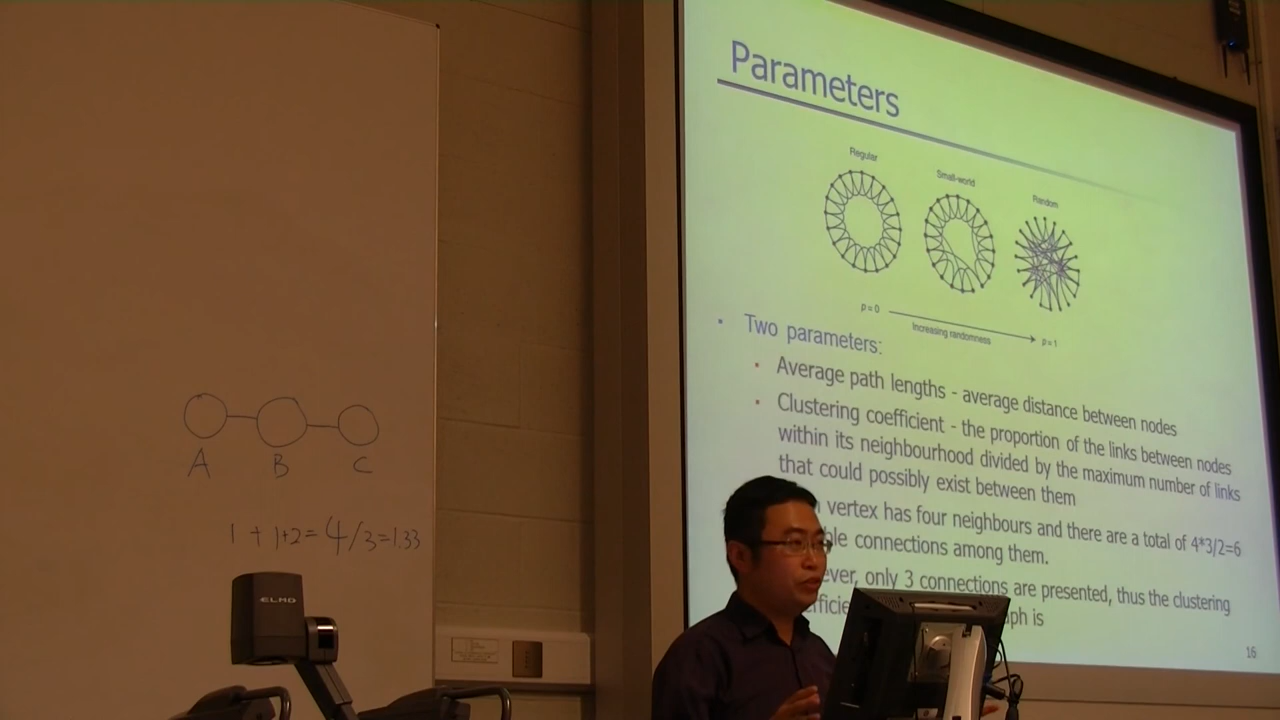 A B C
1 + 1+2=4/3=1.33
ELMO
Parameters
Regular
Small-world
Random
p = 0
Increasing randomness
p = 1
Two parameters:
Average path lengths - average distance between nodes
Clustering coefficient - the proportion of the links between nodes
within its neighbourhood divided by the maximum number of links
that could possibly exist between them
vertex has four neighbours and there are a total of 4*3/2=6
connections among them.
only 3 connections are presented, thus the clustering
is
16